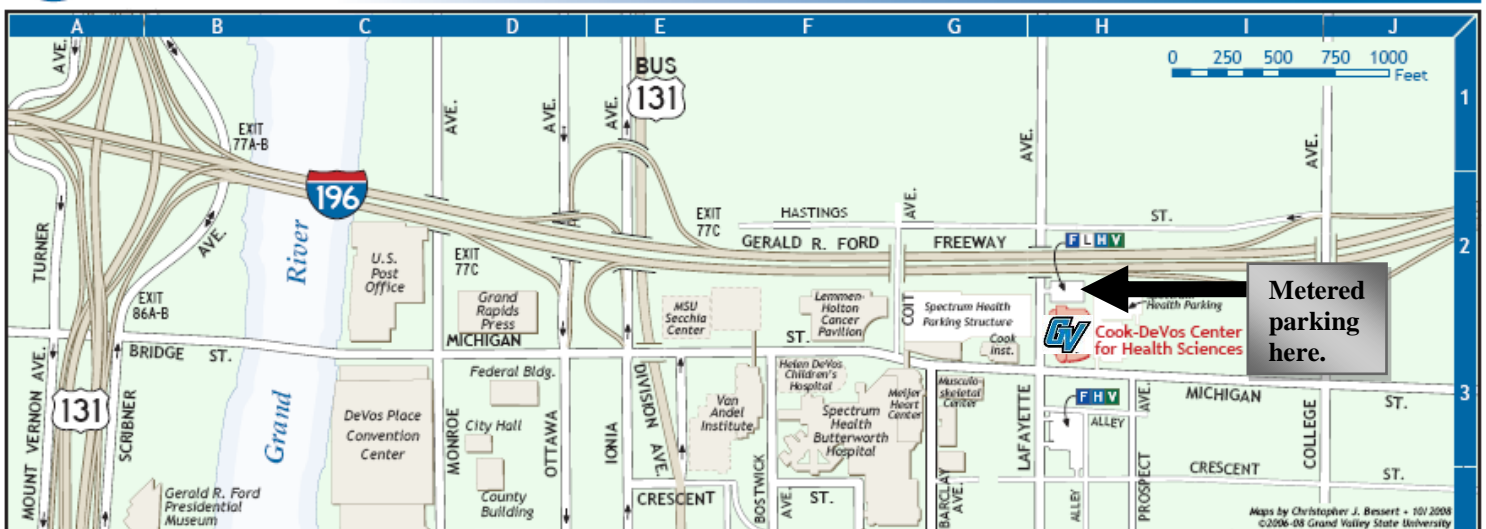 A B C D E F G H I J
1
2
3
0 250 500 750 1000
Feet
AVE.
EXIT
77A-B
196
BUS
131
AVE.
AVE.
AVE.
AVE.
AVE.
AVE.
HASTINGS ST.
EXIT
77C
GERALD R. FORD FREEWAY
F L H V
TURNER
AVE.
River
U.S.
Post
Office
EXIT
77C
EXIT
86A-B
Grand
Rapids
Press
MSU
Secchia
Center
Lemmen-
Holton
Cancer
Pavilion
COIT
Spectrum Health
Parking Structure
Cook
Inst.
Health Parking
GV
Cook-DeVos Center
for Health Sciences
Metered
parking
here.
BRIDGE ST.
MICHIGAN ST.
MICHIGAN ST.
MOUNT VERNON AVE.
131
SCRIBNER
Grand
DeVos Place
Convention
Center
MONROE
Federal Bldg.
City Hall
County
Building
OTTAWA
IONIA
DIVISION AVE.
Van
Andel
Institute
Helen DeVos
Children's
Hospital
Spectrum
Health
Butterworth
Hospital
Meijer
Heart
Center
Musculo-
skeletal
Center
LAFAYETTE
F H V
ALLEY
AVE.
PROSPECT
COLLEGE
CRESCENT ST.
CRESCENT ST.
BOSTWICK
AVE.
BARCLAY
AVE.
ALLEY
Gerald R. Ford
Presidential
Museum
Maps by Christopher J. Bessert • 10/2008
©2006-08 Grand Valley State University